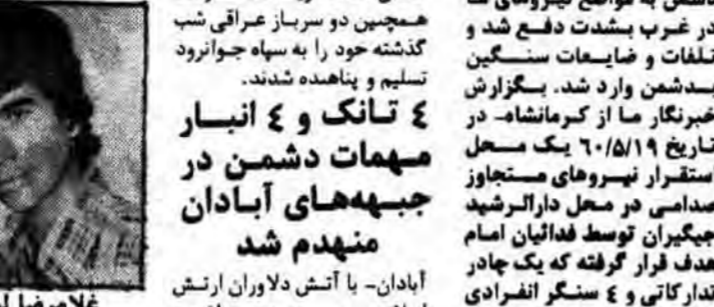 در غرب بشدت دفع شد و
تلفات و ضایعات سنگین
بدشمن وارد شد. بگزارش
خبرنگار ما از کرمانشاه- در
تاریخ ۶۰/۵/۱۹ یک محل
استقرار نیروهای متجاوز
صدامی در محل دارالرشید
جیگیران توسط فدائیان امام
هدف قرار گرفته که یک چادر
تدارکاتی و ٤ سنگر انفرادی
همچنین دو سرباز عراقی شب
گذشته خود را به سپاه جوانرود
تسلیم و پناهنده شدند.
٤ تانک و ٤ انبار
مهمات دشمن در
جبهه‌های آبادان
منهدم شد
آبادان- با آتش دلاوران ارتش
غلامرضا